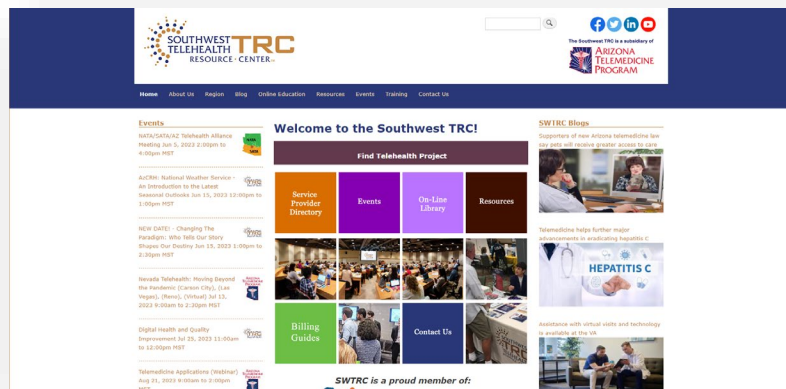 SOUTHWEST
TELEHEALTH TRC
RESOURCE · CENTER
The Southwest TRC is a subsidiary of
ARIZONA
TELEMEDICINE
PROGRAM
Home About Us Region Blog Online Education Resources Events Training Contact Us
Events
NATA/SATA/AZ Telehealth Alliance
Meeting Jun 5, 2023 2:00pm to
4:00pm MST
AzCRH: National Weather Service -
An Introduction to the Latest
Seasonal Outlooks Jun 15, 2023 12:00pm to
1:00pm MST
NEW DATE! - Changing The
Paradigm: Who Tells Our Story
Shapes Our Destiny Jun 15, 2023 1:00pm to
2:30pm MST
Nevada Telehealth: Moving Beyond
the Pandemic (Carson City), (Las
Vegas), (Reno), (Virtual) Jul 13,
2023 9:00am to 2:20pm MST
Digital Health and Quality
Improvement Jul 25, 2023 11:00am
to 12:00pm MST
Telemedicine Applications (Webinar)
Aug 21, 2023 9:00am to 2:00pm
MST
Welcome to the Southwest TRC!
Find Telehealth Project
Service
Provider
Directory
Events
On-Line
Library
Resources
Billing
Guides
Contact Us
SWTRC is a proud member of:
SWTRC Blogs
Supporters of new Arizona telemedicine law
say pets will receive greater access to care
Telemedicine helps further major
advancements in eradicating hepatitis C
HEPATITIS C
Assistance with virtual visits and technology
is available at the VA